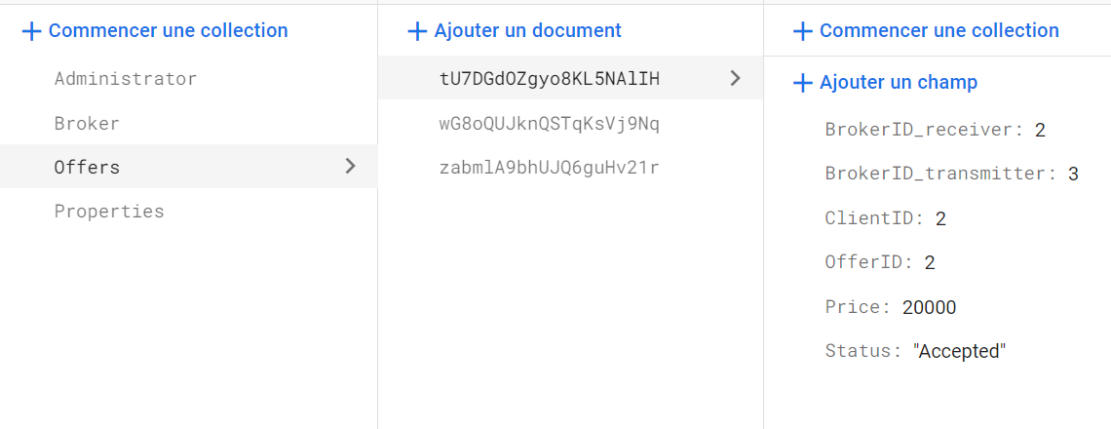 Commencer une collection
Administrator
Broker
Offers
Properties
Ajouter un document
tU7DGdOZgyo8KL5NAlIH
wG8oQUJknQSTqKsVj9Nq
zabmlA9bhUJQ6guHv21r
Commencer une collection
Ajouter un champ
BrokerID_receiver: 2
BrokerID_transmitter: 3
ClientID: 2
OfferID: 2
Price: 20000
Status: "Accepted"